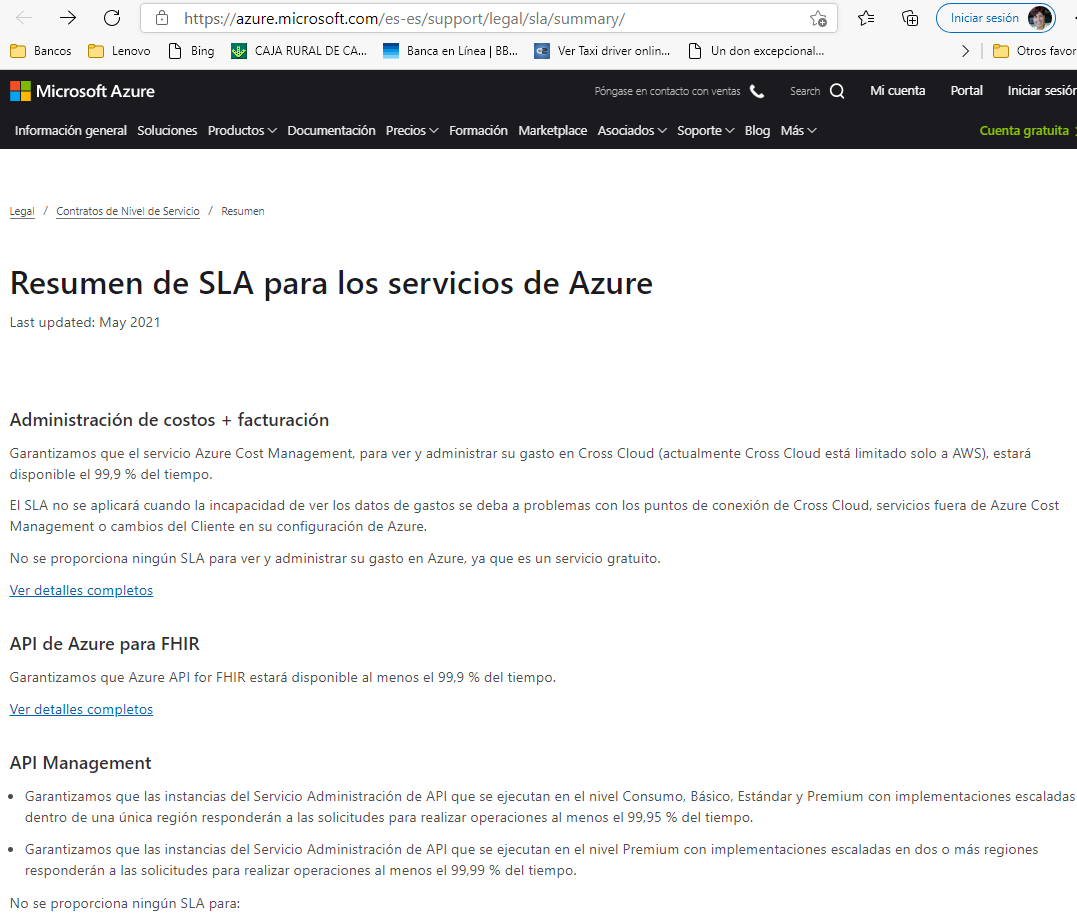 https://azure.microsoft.com/es-es/support/legal/sla/summary/
Iniciar sesión
Bancos Lenovo Bing CAJA RURAL DE CA... Banca en Línea | BB... Ver Taxi driver onlin... Un don excepcional... Otros favor
Microsoft Azure
Póngase en contacto con ventas Search Mi cuenta Portal Iniciar sesión
Información general Soluciones Productos Documentación Precios Formación Marketplace Asociados Soporte Blog Más Cuenta gratuita
Legal / Contratos de Nivel de Servicio / Resumen
Resumen de SLA para los servicios de Azure
Last updated: May 2021
Administración de costos + facturación
Garantizamos que el servicio Azure Cost Management, para ver y administrar su gasto en Cross Cloud (actualmente Cross Cloud está limitado solo a AWS), estará
disponible el 99,9 % del tiempo.
El SLA no se aplicará cuando la incapacidad de ver los datos de gastos se deba a problemas con los puntos de conexión de Cross Cloud, servicios fuera de Azure Cost
Management o cambios del Cliente en su configuración de Azure.
No se proporciona ningún SLA para ver y administrar su gasto en Azure, ya que es un servicio gratuito.
Ver detalles completos
API de Azure para FHIR
Garantizamos que Azure API for FHIR estará disponible al menos el 99,9 % del tiempo.
Ver detalles completos
API Management
• Garantizamos que las instancias del Servicio Administración de API que se ejecutan en el nivel Consumo, Básico, Estándar y Premium con implementaciones escaladas
dentro de una única región responderán a las solicitudes para realizar operaciones al menos el 99,95 % del tiempo.
• Garantizamos que las instancias del Servicio Administración de API que se ejecutan en el nivel Premium con implementaciones escaladas en dos o más regiones
responderán a las solicitudes para realizar operaciones al menos el 99,99 % del tiempo.
No se proporciona ningún SLA para: